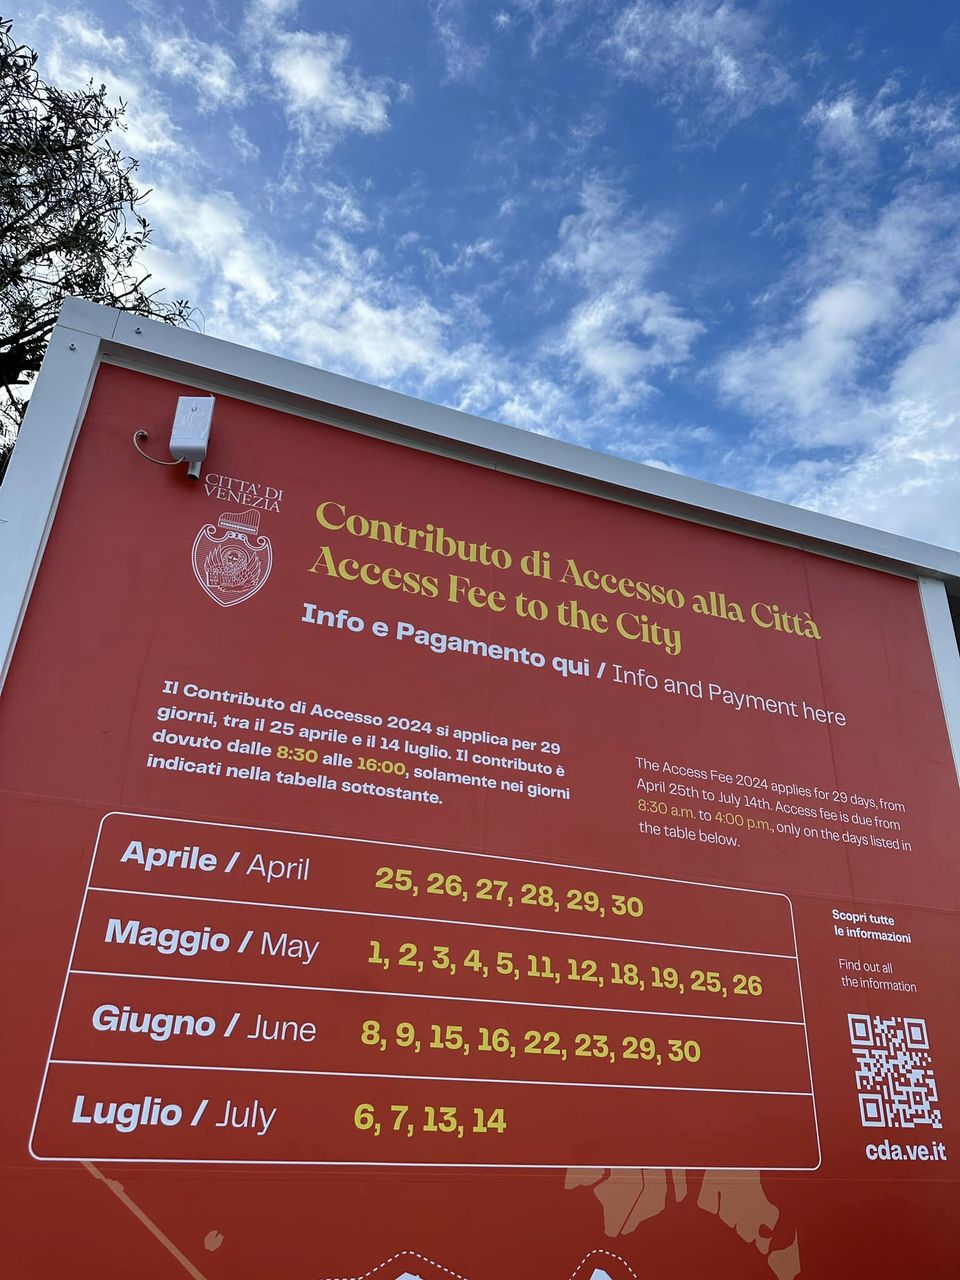 CITTA' DI
VENEZIA
Contributo di Accesso alla Città
Access Fee to the City
Info e Pagamento qui / Info and Payment here
Il Contributo di Accesso 2024 si applica per 29
giorni, tra il 25 aprile e il 14 luglio. Il contributo è
dovuto dalle 8:30 alle 16:00, solamente nei giorni
indicati nella tabella sottostante.
The Access Fee 2024 applies for 29 days, from
April 25th to July 14th. Access fee is due from
8:30 a.m. to 4:00 p.m., only on the days listed in
the table below.
Aprile / April 25, 26, 27, 28, 29, 30
Maggio / May 1, 2, 3, 4, 5, 11, 12, 18, 19, 25, 26
Giugno / June 8, 9, 15, 16, 22, 23, 29, 30
Luglio / July 6, 7, 13, 14
Scopri tutte
le informazioni
Find out all
the information
cda.ve.it